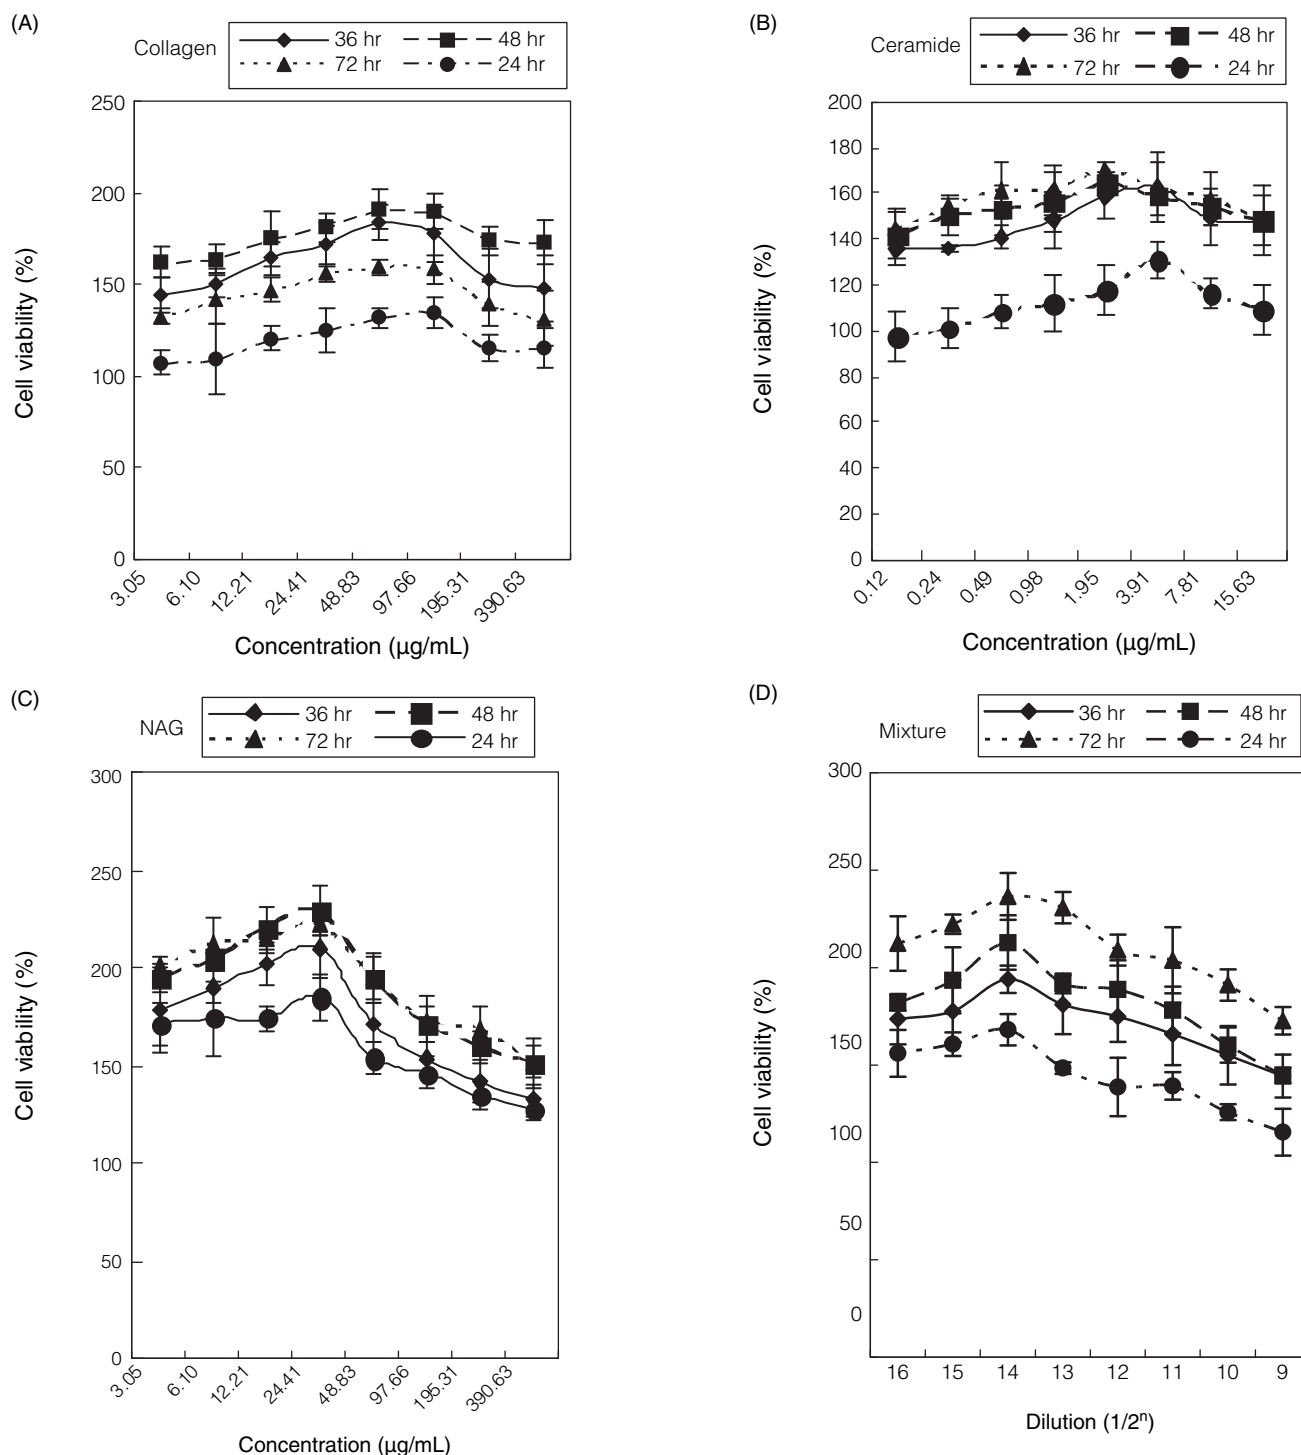 (A)
Collagen
36 hr
48 hr
72 hr
24 hr
250
200
150
100
50
0
Cell viability (%)
3.05
6.10
12.21
24.41
48.83
97.66
195.31
390.63
Concentration (µg/mL)
(B)
Ceramide
36 hr
48 hr
72 hr
24 hr
200
180
160
140
120
100
80
60
40
20
0
Cell viability (%)
0.12
0.24
0.49
0.98
1.95
3.91
7.81
15.63
Concentration (µg/mL)
(C)
NAG
36 hr
48 hr
72 hr
24 hr
300
250
200
150
100
50
0
Cell viability (%)
3.05
6.10
12.21
24.41
48.83
97.66
195.31
390.63
Concentration (µg/mL)
(D)
Mixture
36 hr
48 hr
72 hr
24 hr
300
250
200
150
100
50
0
Cell viability (%)
16 15 14 13 12 11 10 9
Dilution (1/2ⁿ)